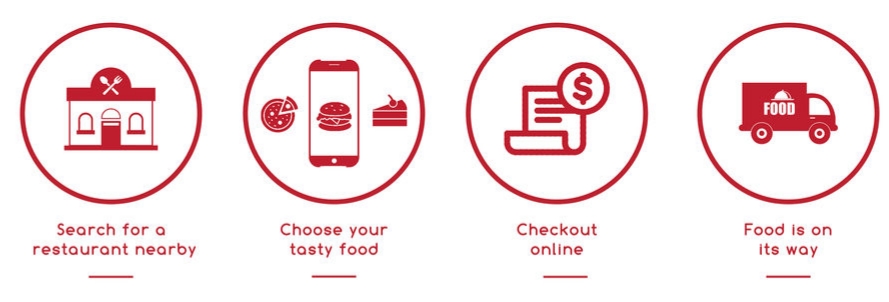 Search for a
restaurant nearby
Choose your
tasty food
$
Checkout
online
FOOD
Food is on
its way